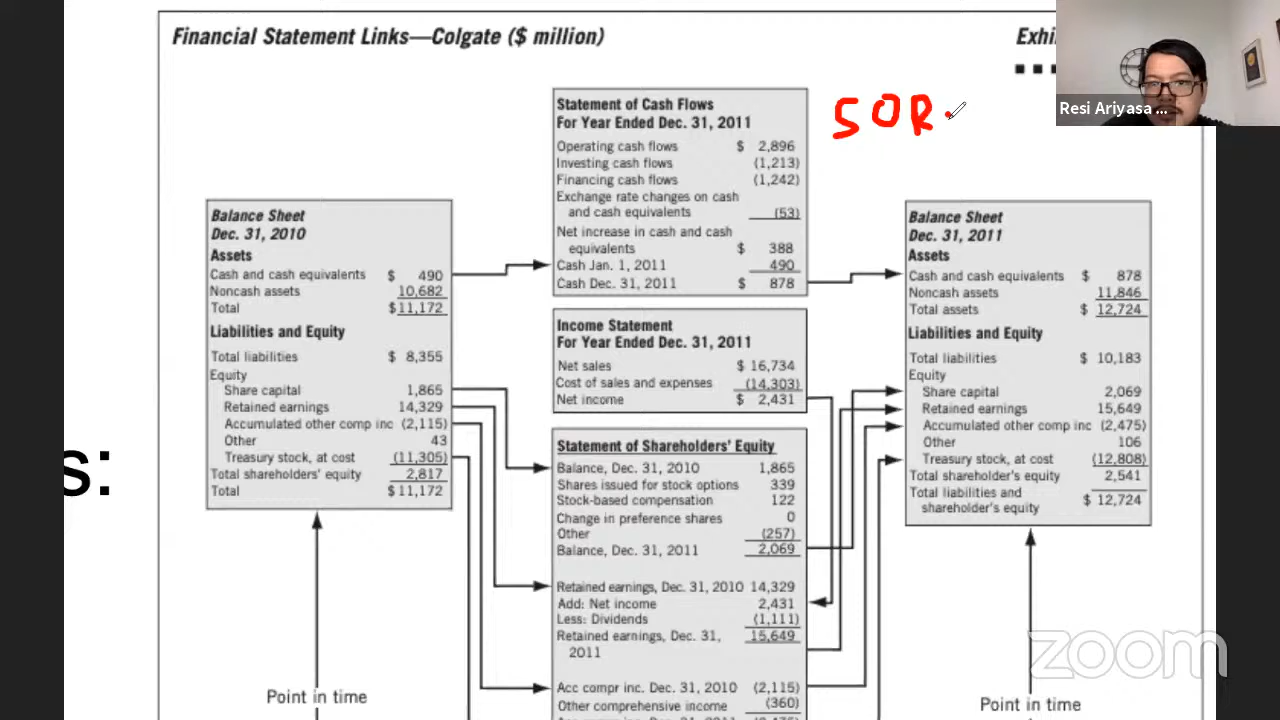 Financial Statement Links—Colgate ($ million)
Exhi
Resi Ariyasa ...
SOR
Statement of Cash Flows
For Year Ended Dec. 31, 2011
Operating cash flows $ 2,896
Investing cash flows (1,213)
Financing cash flows (1,242)
Exchange rate changes on cash
and cash equivalents (53)
Net increase in cash and cash
equivalents $ 388
Cash Jan. 1, 2011 490
Cash Dec. 31, 2011 $ 878
Balance Sheet
Dec. 31, 2010
Assets
Cash and cash equivalents $ 490
Noncash assets 10,682
Total $11,172
Liabilities and Equity
Total liabilities $ 8,355
Equity
Share capital 1,865
Retained earnings 14,329
Accumulated other comp inc (2,115)
Other 43
Treasury stock, at cost (11,305)
Total shareholders' equity 2,817
Total $11,172
Income Statement
For Year Ended Dec. 31, 2011
Net sales $ 16,734
Cost of sales and expenses (14,303)
Net income $ 2,431
Balance Sheet
Dec. 31, 2011
Assets
Cash and cash equivalents $ 878
Noncash assets 11,846
Total assets $ 12,724
Liabilities and Equity
Total liabilities $ 10,183
Equity
Share capital 2,069
Retained earnings 15,649
Accumulated other comp inc (2,475)
Other 106
Treasury stock, at cost (12,808)
Total shareholder's equity 2,541
Total liabilities and
shareholder's equity $ 12,724
Statement of Shareholders' Equity
Balance, Dec. 31, 2010 1,865
Shares issued for stock options 339
Stock-based compensation 122
Change in preference shares 0
Other (257)
Balance, Dec. 31, 2011 2,069
Retained earnings, Dec. 31, 2010 14,329
Add: Net income 2,431
Less: Dividends (1,111)
Retained earnings, Dec. 31, 15,649
2011
Acc compr inc. Dec. 31, 2010 (2,115)
Other comprehensive income (360)
s:
Point in time
Point in time
zoom